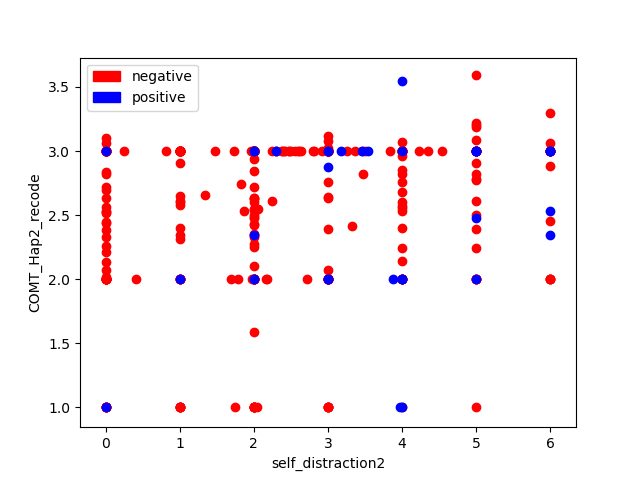 negative
positive
3.5
3.0
2.5
2.0
1.5
1.0
COMT_Hap2_recode
0 1 2 3 4 5 6
self_distraction2